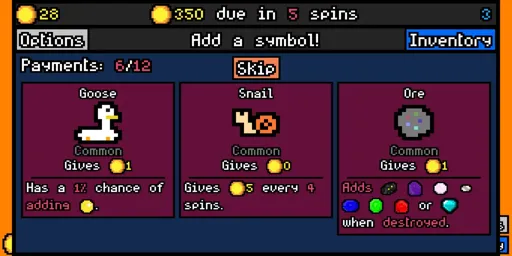 28 350 due in 5 spins 3
Options Add a symbol! Inventory
Payments: 6/12 Skip
Goose
Common
Gives 1
Has a 1% chance of
adding .
Snail
Common
Gives 0
Gives 5 every 4
spins.
Ore
Common
Gives 1
Adds
or
when destroyed.